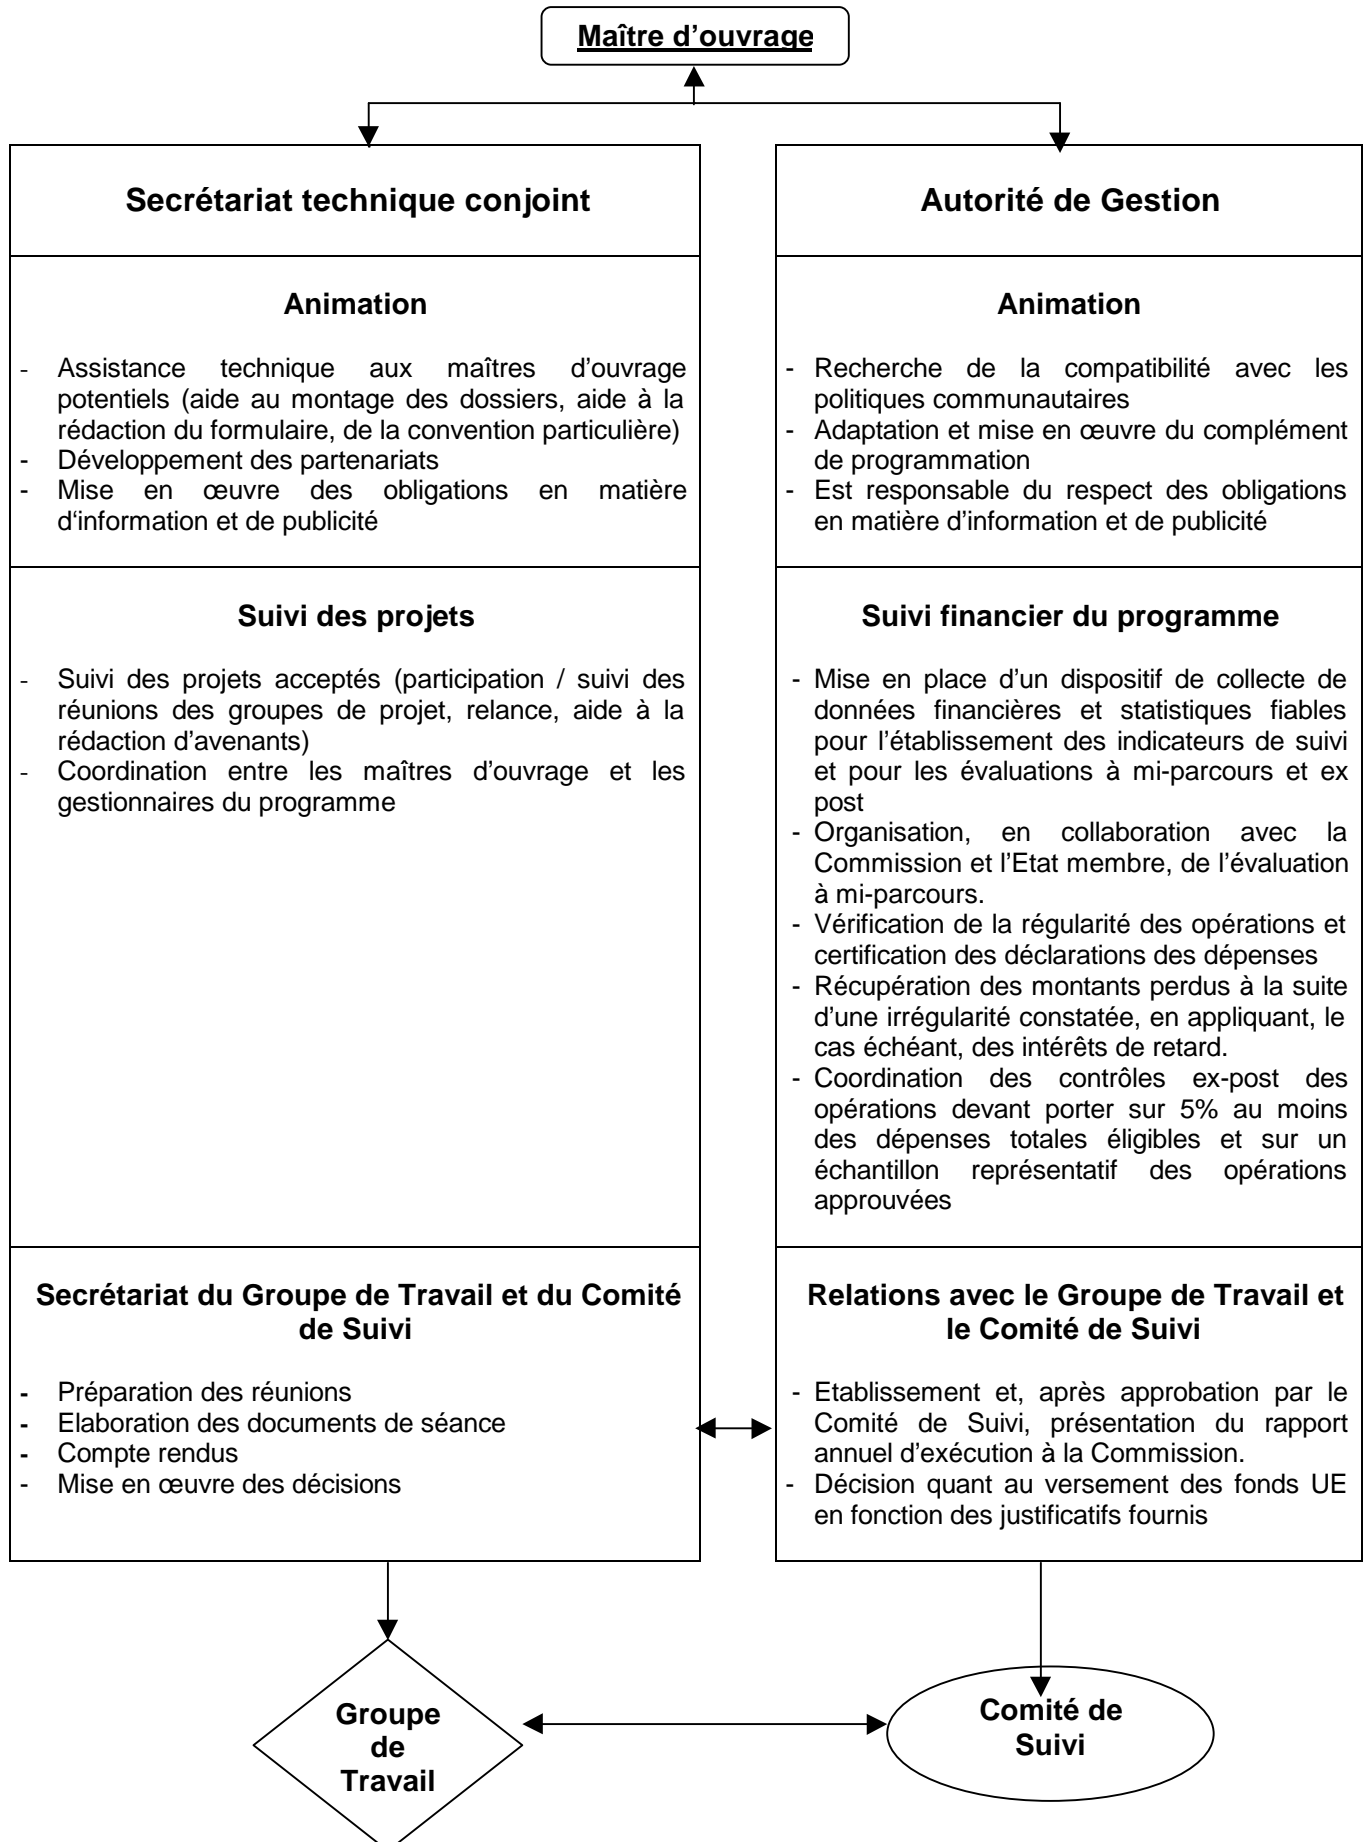 Maître d’ouvrage
Secrétariat technique conjoint
Animation
- Assistance technique aux maîtres d’ouvrage
potentiels (aide au montage des dossiers, aide à la
rédaction du formulaire, de la convention particulière)
- Développement des partenariats
- Mise en œuvre des obligations en matière
d‘information et de publicité
Suivi des projets
- Suivi des projets acceptés (participation / suivi des
réunions des groupes de projet, relance, aide à la
rédaction d’avenants)
- Coordination entre les maîtres d’ouvrage et les
gestionnaires du programme
Secrétariat du Groupe de Travail et du Comité
de Suivi
- Préparation des réunions
- Elaboration des documents de séance
- Compte rendus
- Mise en œuvre des décisions
Autorité de Gestion
Animation
- Recherche de la compatibilité avec les
politiques communautaires
- Adaptation et mise en œuvre du complément
de programmation
- Est responsable du respect des obligations
en matière d’information et de publicité
Suivi financier du programme
- Mise en place d’un dispositif de collecte de
données financières et statistiques fiables
pour l’établissement des indicateurs de suivi
et pour les évaluations à mi-parcours et ex
post
- Organisation, en collaboration avec la
Commission et l’Etat membre, de l’évaluation
à mi-parcours.
- Vérification de la régularité des opérations et
certification des déclarations des dépenses
- Récupération des montants perdus à la suite
d’une irrégularité constatée, en appliquant, le
cas échéant, des intérêts de retard.
- Coordination des contrôles ex-post des
opérations devant porter sur 5% au moins
des dépenses totales éligibles et sur un
échantillon représentatif des opérations
approuvées
Relations avec le Groupe de Travail et
le Comité de Suivi
- Etablissement et, après approbation par le
Comité de Suivi, présentation du rapport
annuel d’exécution à la Commission.
- Décision quant au versement des fonds UE
en fonction des justificatifs fournis
Groupe
de
Travail
Comité de
Suivi